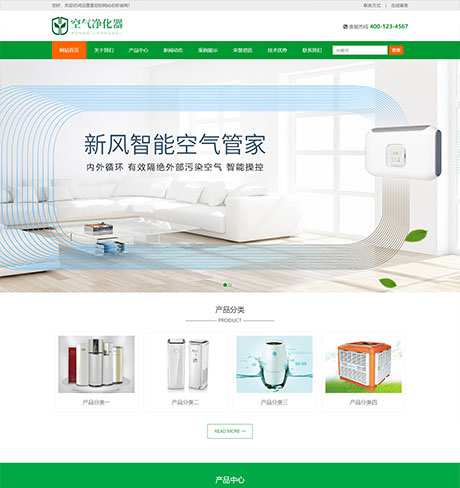 您好，欢迎访问这里是您的网站名称官网！
联系方式 | 在线留言
空气净化器
KONGQIJINGHUAQI
客服热线 400-123-4567
网站首页 关于我们 产品中心 新闻动态 案例展示 荣誉资质 技术优势 联系我们 关键词 搜索
新风智能空气管家
内外循环 有效隔绝外部污染空气 智能操控
产品分类
PRODUCT
产品分类一 产品分类二 产品分类三 产品分类四
READ MORE →
产品中心